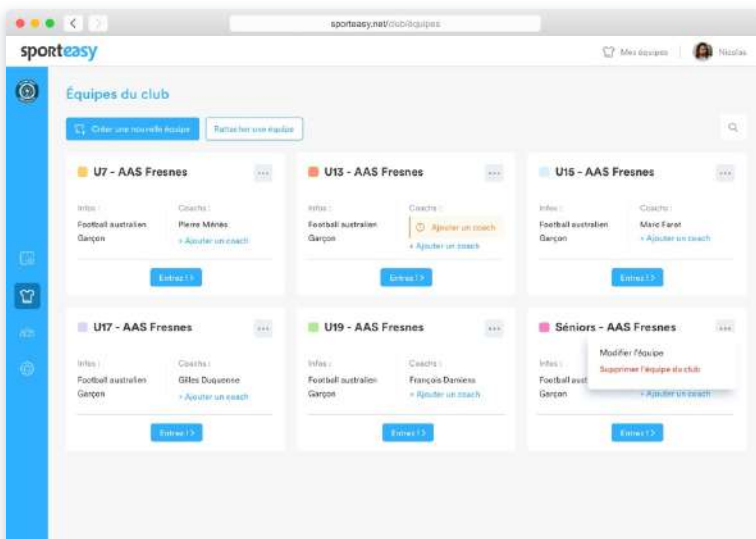 sporteasy.net/club/équipes
sporteasy
Mes équipes
Nicolas
Équipes du club
Créer une nouvelle équipe
Rattacher une équipe
U7 - AAS Fresnes
Infos :
Coachs :
Football australien
Garçon
Pierre Ménès
+ Ajouter un coach
Entrez ! >
U13 - AAS Fresnes
Infos :
Coachs :
Football australien
Garçon
Ajouter un coach
+ Ajouter un coach
Entrez ! >
U15 - AAS Fresnes
Infos :
Coachs :
Football australien
Garçon
Marc Farot
+ Ajouter un coach
Entrez ! >
U17 - AAS Fresnes
Infos :
Coachs :
Football australien
Garçon
Gilles Duquenne
+ Ajouter un coach
Entrez ! >
U19 - AAS Fresnes
Infos :
Coachs :
Football australien
Garçon
François Damiens
+ Ajouter un coach
Entrez ! >
Séniors - AAS Fresnes
Modifier l'équipe
Supprimer l'équipe du club
Infos :
Football aust
Garçon
+ Ajouter un coach
Entrez ! >